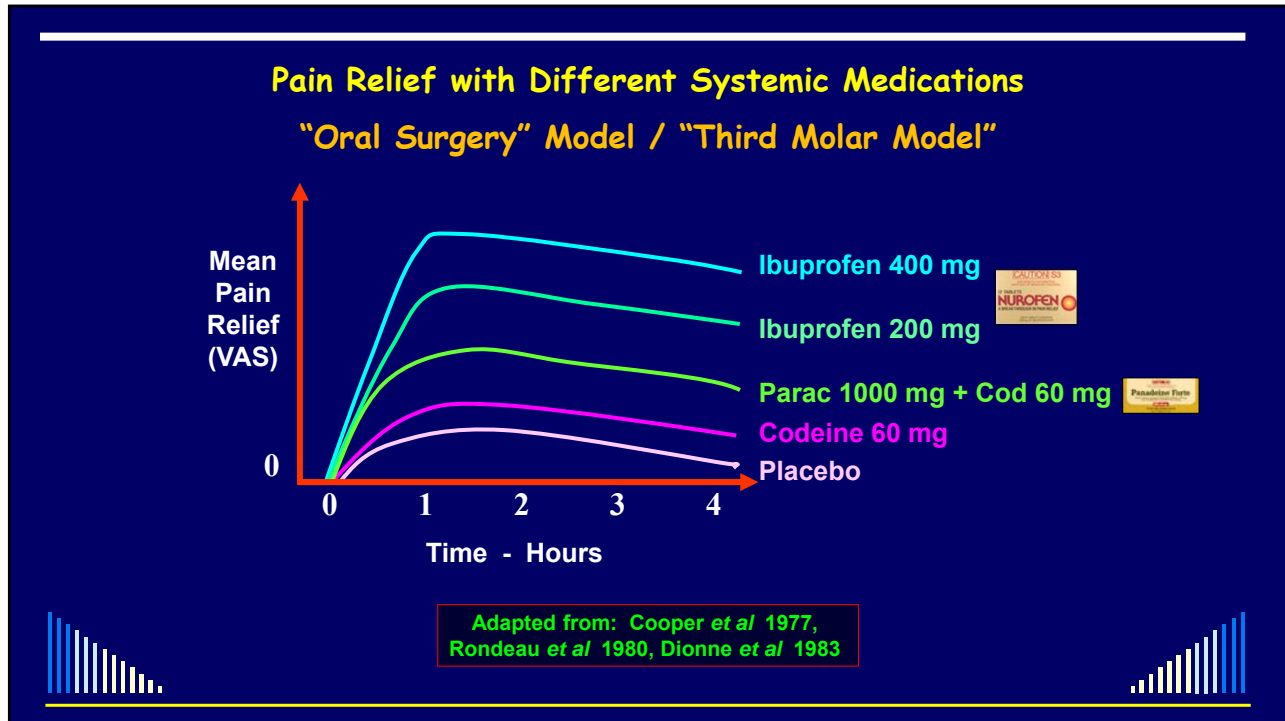 Pain Relief with Different Systemic Medications
“Oral Surgery” Model / “Third Molar Model”
Mean
Pain
Relief
(VAS)
0
Ibuprofen 400 mg
CAUTION! S3
NUROFEN
Ibuprofen 200 mg
Parac 1000 mg + Cod 60 mg
Panadeine Forte
Codeine 60 mg
Placebo
0 1 2 3 4
Time - Hours
Adapted from: Cooper et al 1977,
Rondeau et al 1980, Dionne et al 1983